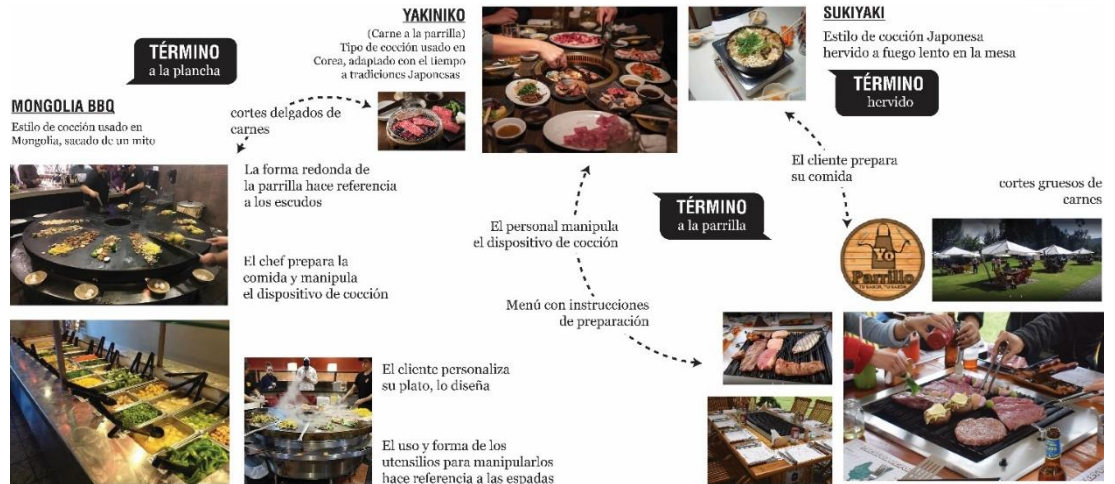 TÉRMINO
a la plancha
MONGOLIA BBQ
Estilo de cocción usado en
Mongolia, sacado de un mito
YAKINIKO
(Carne a la parrilla)
Tipo de cocción usado en
Corea, adaptado con el tiempo
a tradiciones Japonesas
cortes delgados de
carnes
La forma redonda de
la parrilla hace referencia
a los escudos
El chef prepara la
comida y manipula
el dispositivo de cocción
El cliente personaliza
su plato, lo diseña
El uso y forma de los
utensilios para manipularlos
hace referencia a las espadas
El personal manipula
el dispositivo de cocción
Menú con instrucciones
de preparación
TÉRMINO
a la parrilla
SUKIYAKI
Estilo de cocción Japonesa
hervido a fuego lento en la mesa
TÉRMINO
hervido
El cliente prepara
su comida
cortes gruesos de
carnes
Yo
Parrillo